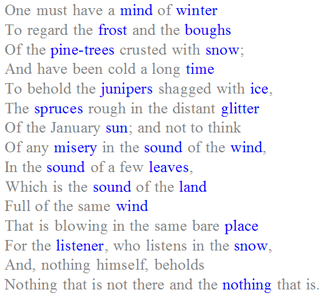 One must have a mind of winter
To regard the frost and the boughs
Of the pine-trees crusted with snow;
And have been cold a long time
To behold the junipers shagged with ice,
The spruces rough in the distant glitter
Of the January sun; and not to think
Of any misery in the sound of the wind,
In the sound of a few leaves,
Which is the sound of the land
Full of the same wind
That is blowing in the same bare place
For the listener, who listens in the snow,
And, nothing himself, beholds
Nothing that is not there and the nothing that is.